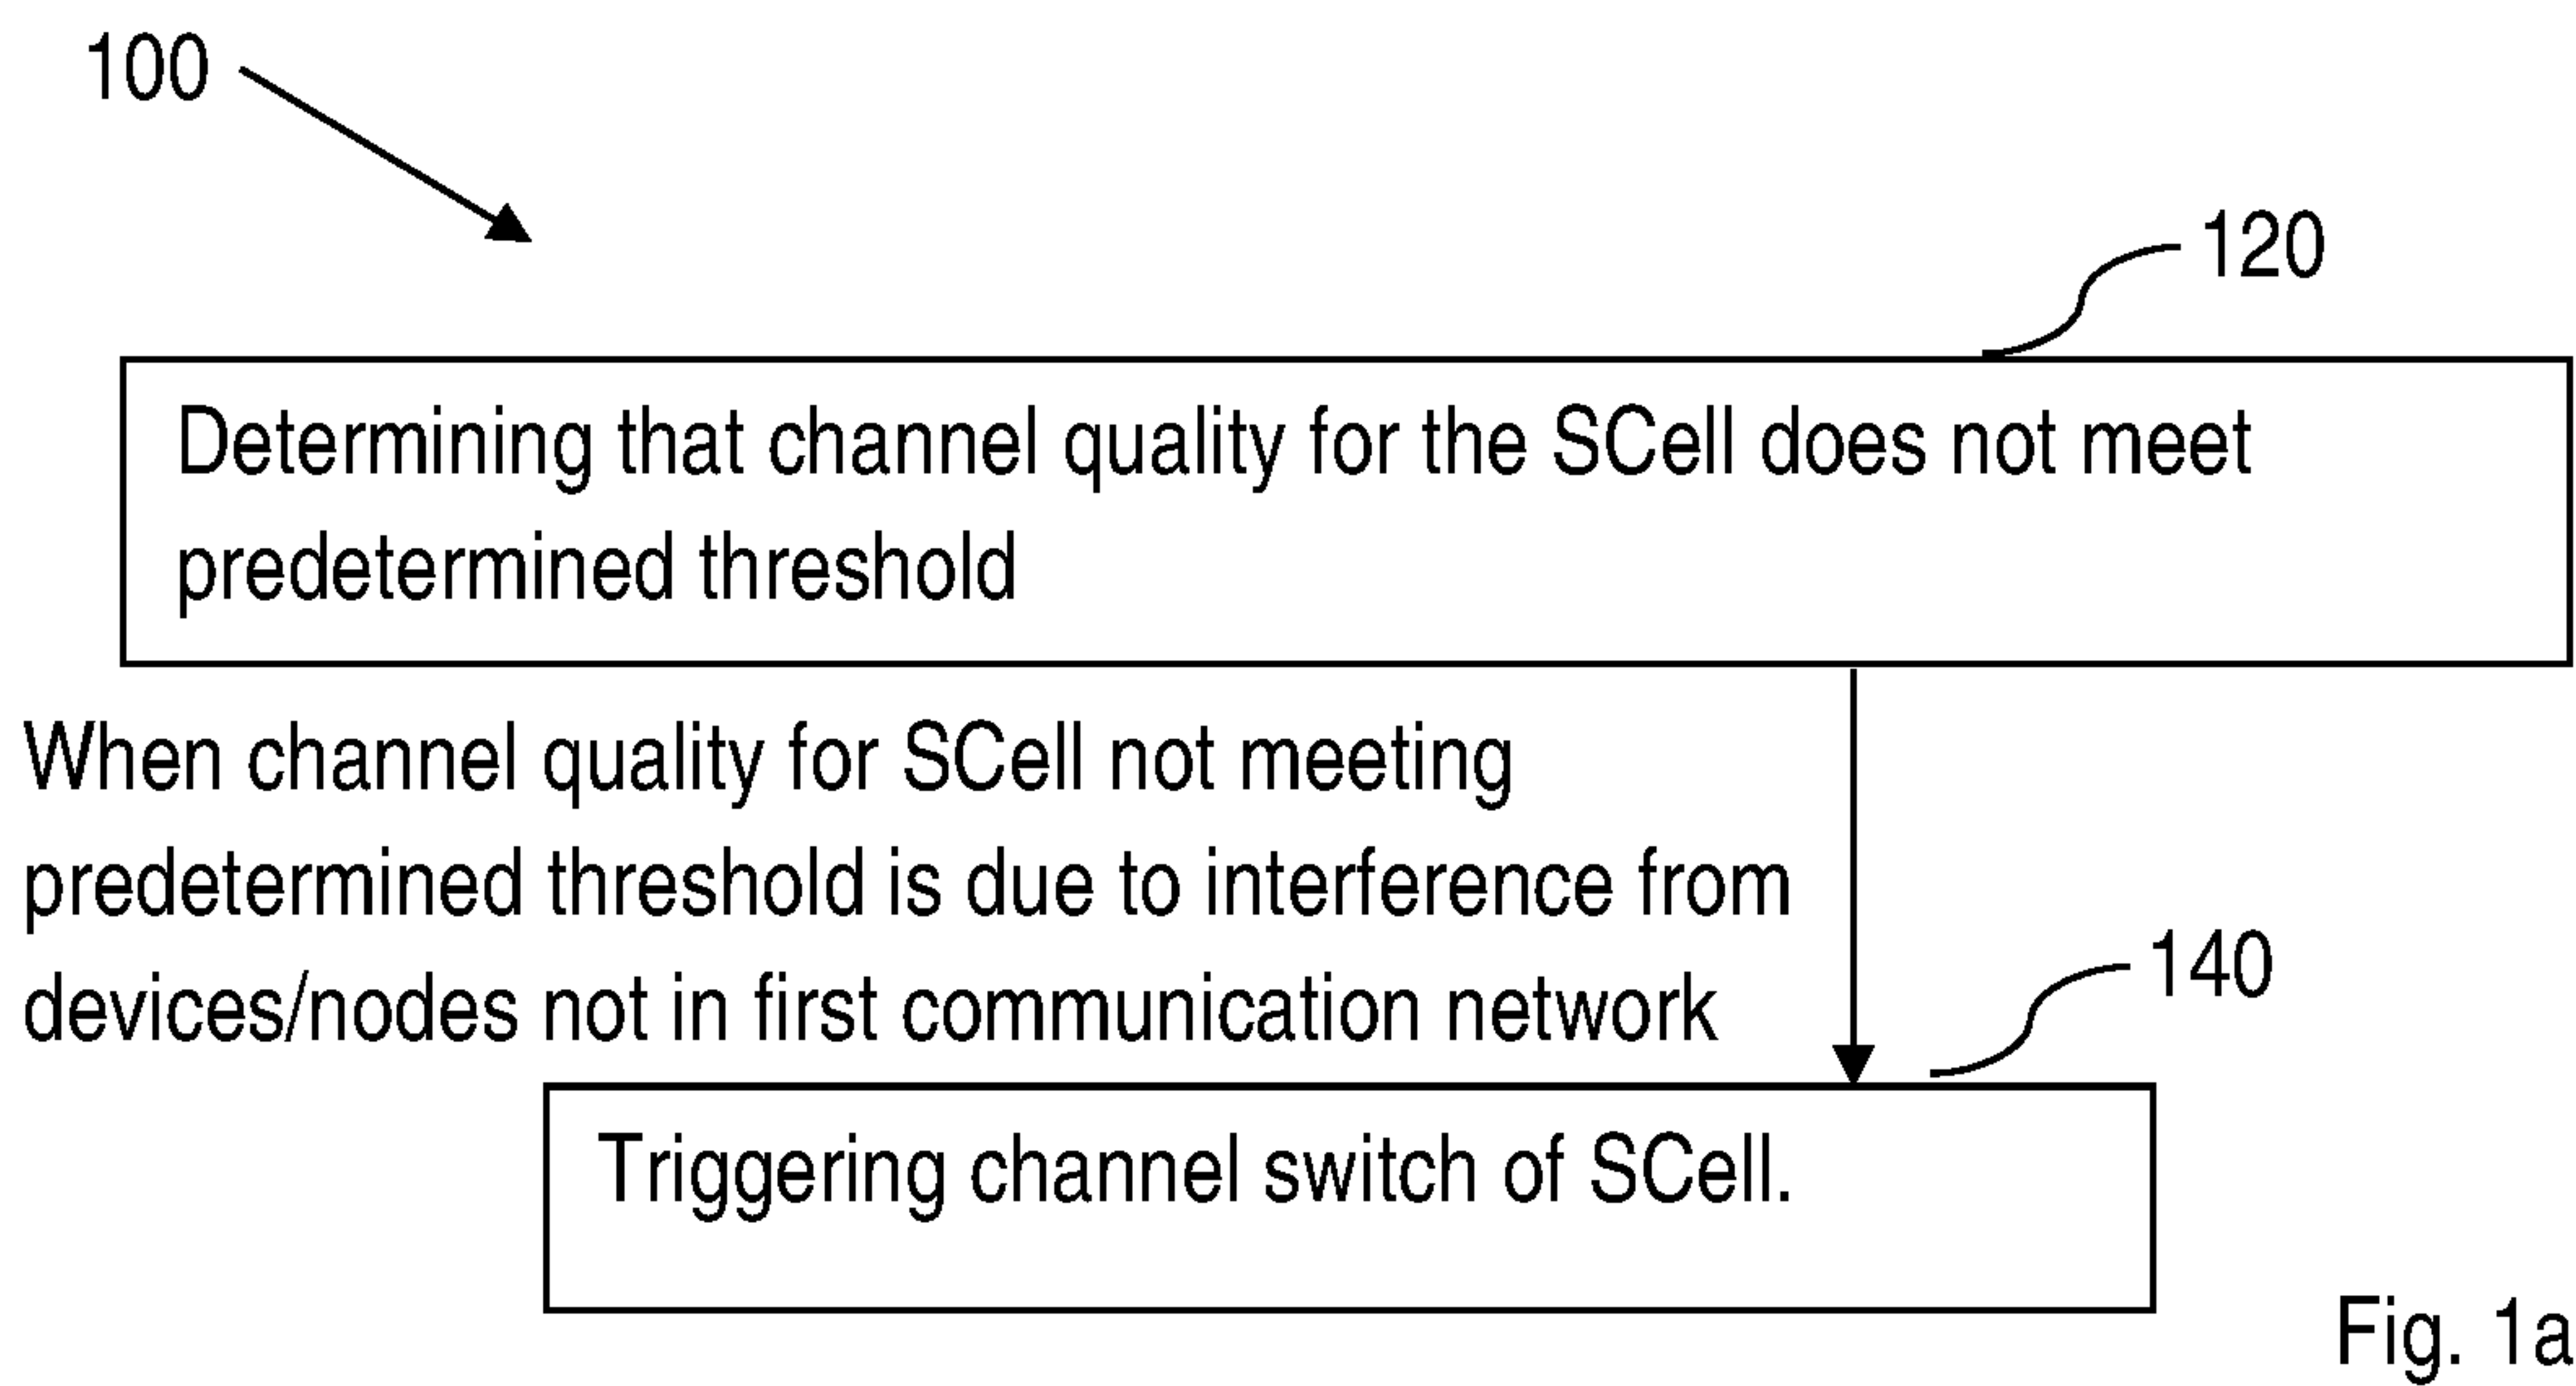 100
120
Determining that channel quality for the SCell does not meet
predetermined threshold
When channel quality for SCell not meeting
predetermined threshold is due to interference from
devices/nodes not in first communication network
140
Triggering channel switch of SCell.
Fig. 1a